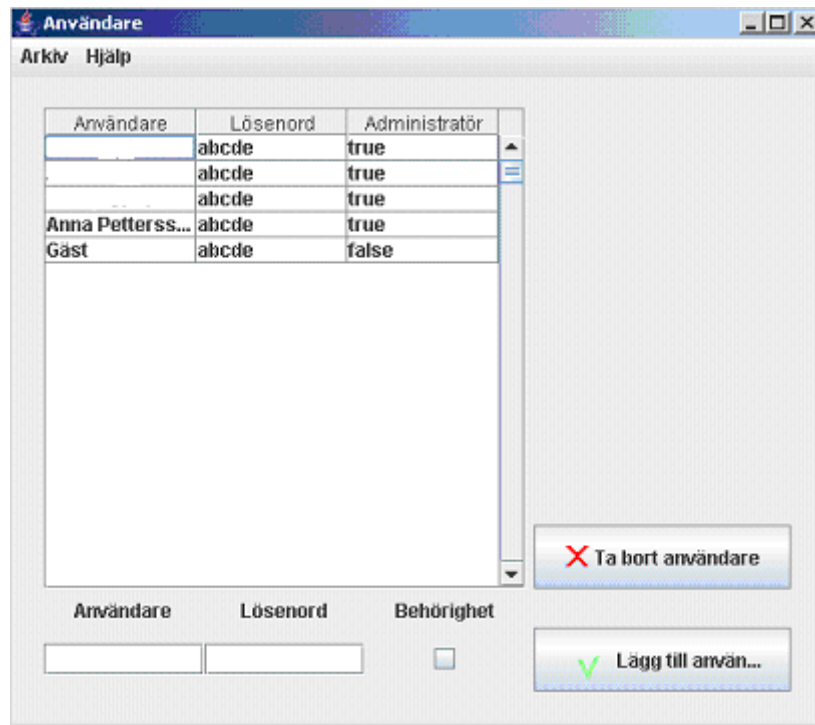 Användare
Arkiv Hjälp
Användare Lösenord Administratör
abcde true
abcde true
abcde true
Anna Petterss... abcde true
Gäst abcde false
Ta bort användare
Användare Lösenord Behörighet
Lägg till använ...